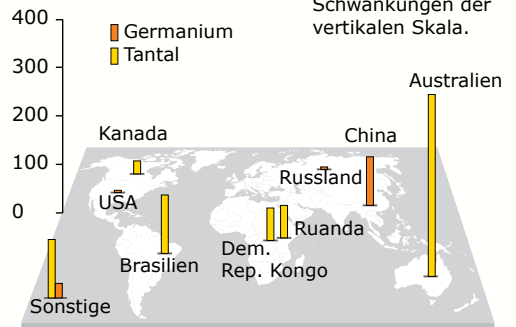 Schwankungen der
vertikalen Skala.
400
300
200
100
0
Germanium
Tantal
Australien
Kanada
China
Russland
USA
Ruanda
Brasilien
Dem.
Rep. Kongo
Sonstige